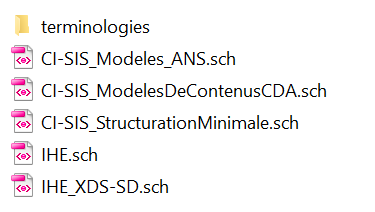 terminologies
CI-SIS_Modeles_ANS.sch
CI-SIS_ModelesDeContenusCDA.sch
CI-SIS_StructurationMinimale.sch
IHE.sch
IHE_XDS-SD.sch